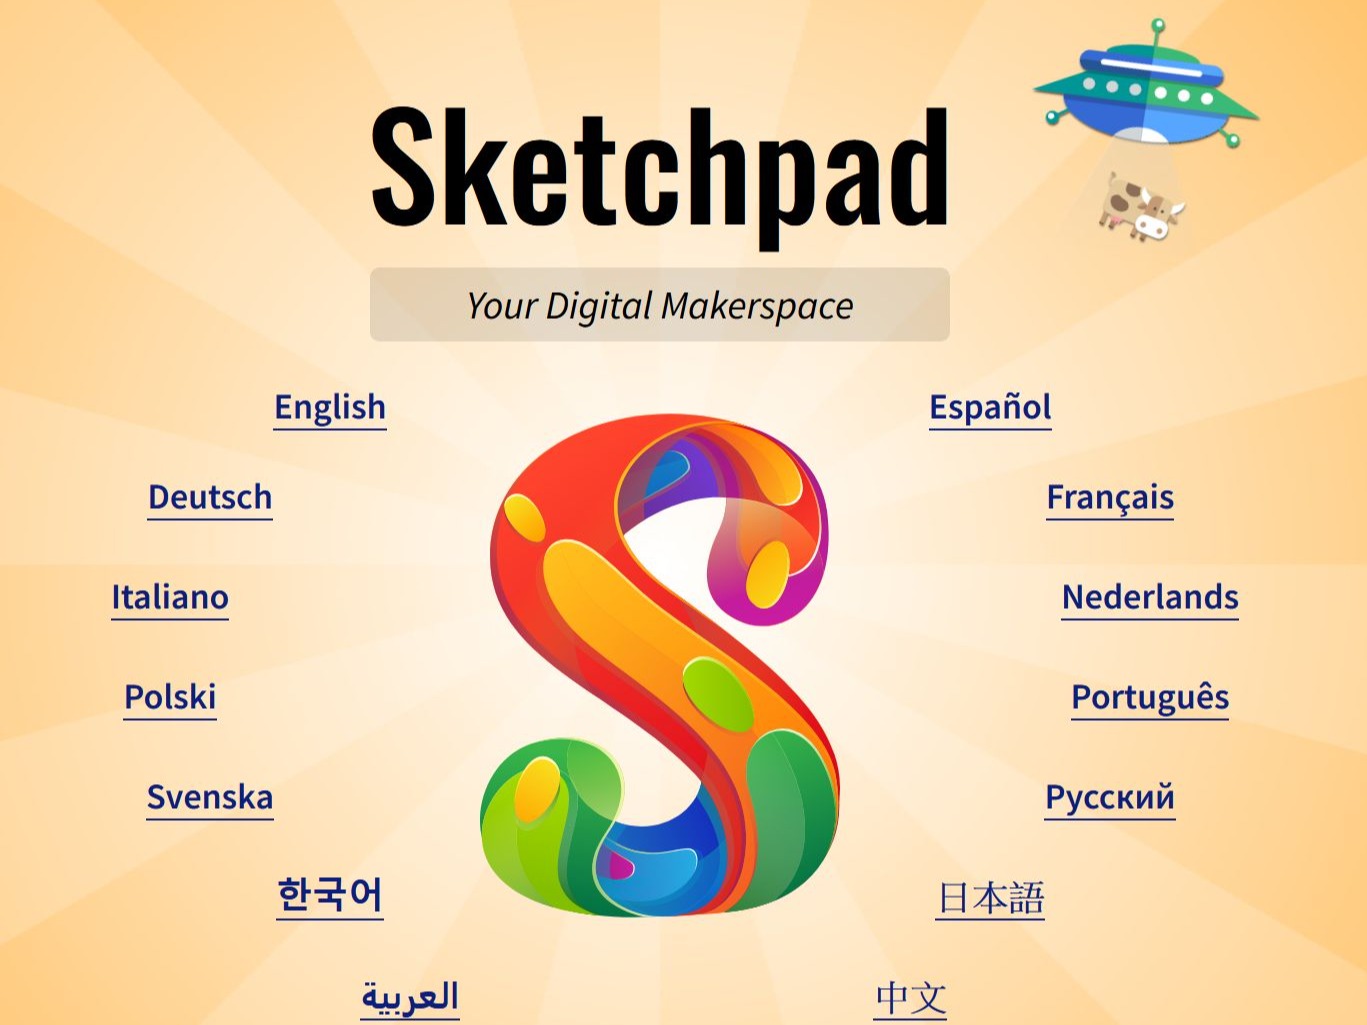 Sketchpad
Your Digital Makerspace
English
Español
Deutsch
Français
Italiano
Nederlands
Polski
Português
Svenska
Русский
한국어
日本語
العربية
中文